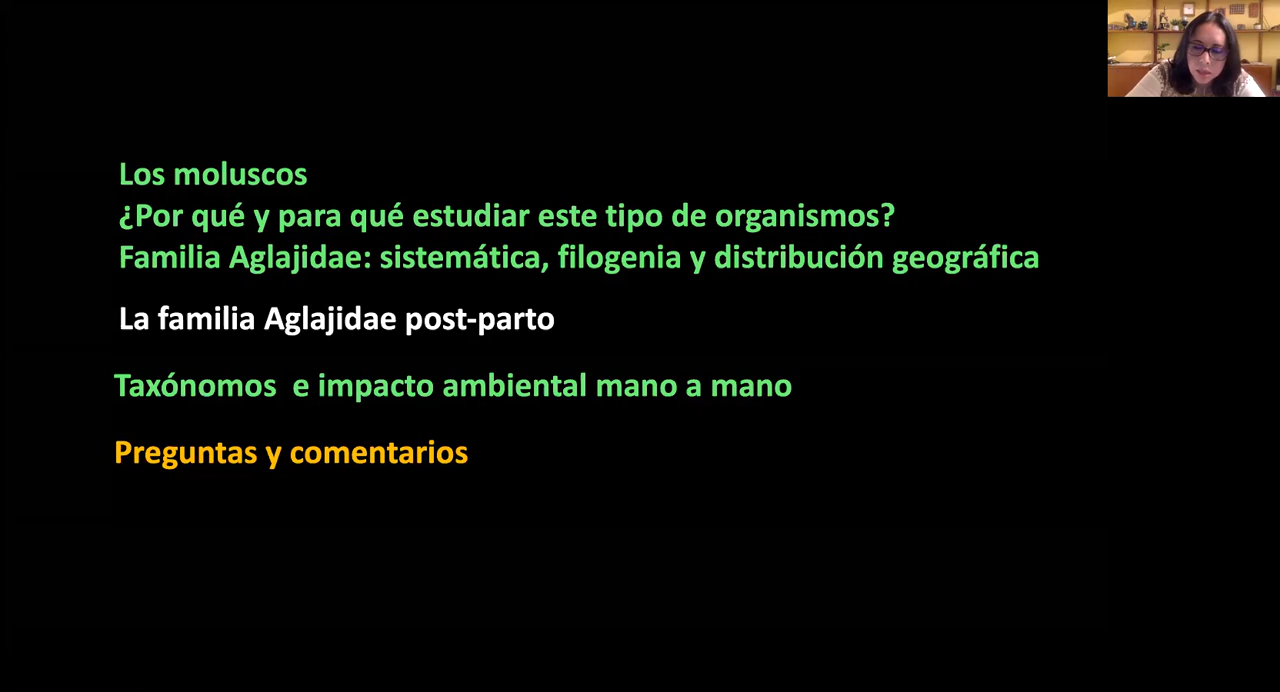 Los moluscos
¿Por qué y para qué estudiar este tipo de organismos?
Familia Aglajidae: sistemática, filogenia y distribución geográfica
La familia Aglajidae post-parto
Taxónomos e impacto ambiental mano a mano
Preguntas y comentarios